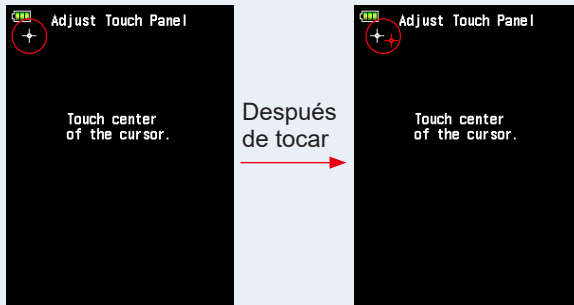 Adjust Touch Panel
Touch center
of the cursor.
Después
de tocar
Adjust Touch Panel
Touch center
of the cursor.